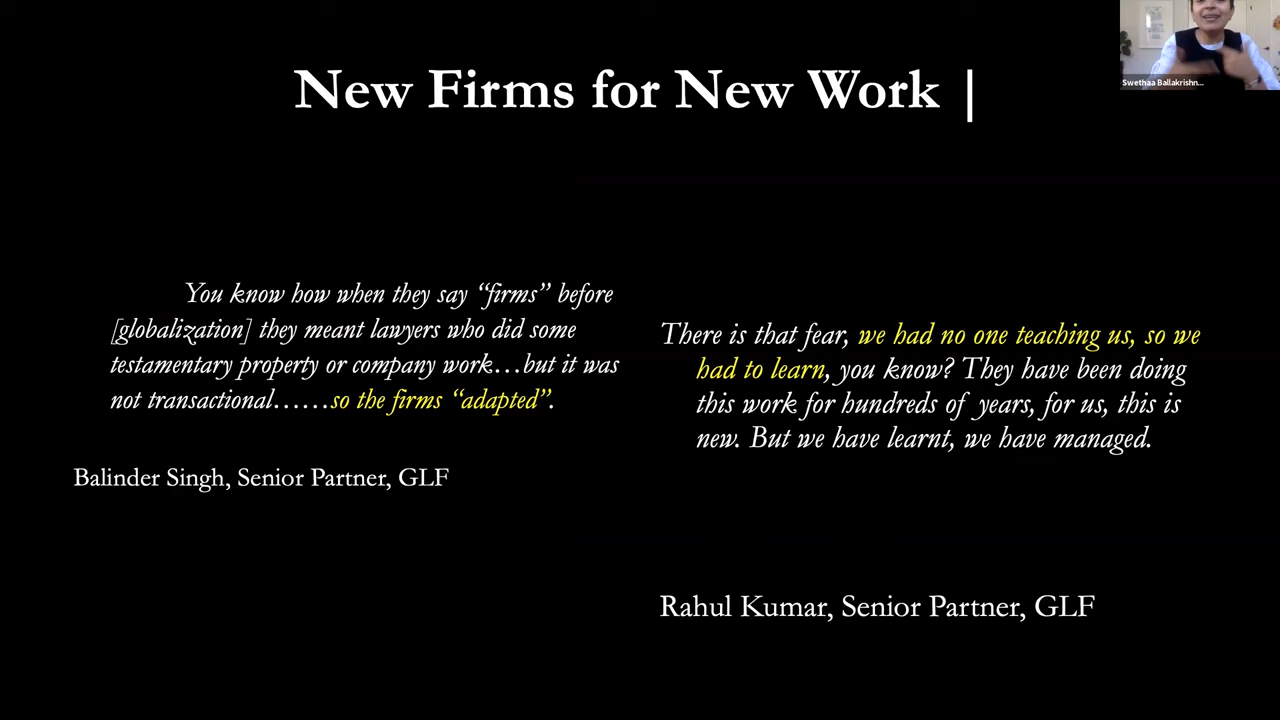 New Firms for New Work |
Swethaa Ballakrishn...
You know how when they say “firms” before
[globalization] they meant lawyers who did some
testamentary property or company work…but it was
not transactional……so the firms “adapted”.
Balinder Singh, Senior Partner, GLF
There is that fear, we had no one teaching us, so we
had to learn, you know? They have been doing
this work for hundreds of years, for us, this is
new. But we have learnt, we have managed.
Rahul Kumar, Senior Partner, GLF